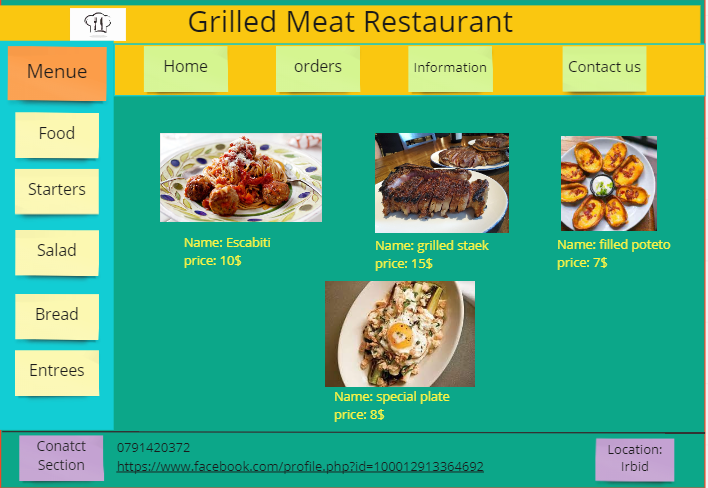 Grilled Meat Restaurant
Menue
Home
orders
Information
Contact us
Food
Starters
Salad
Bread
Entrees
Name: Escabiti
price: 10$
Name: grilled staek
price: 15$
Name: filled poteto
price: 7$
Name: special plate
price: 8$
Conatct
Section
0791420372
https://www.facebook.com/profile.php?id=100012913364692
Location:
Irbid